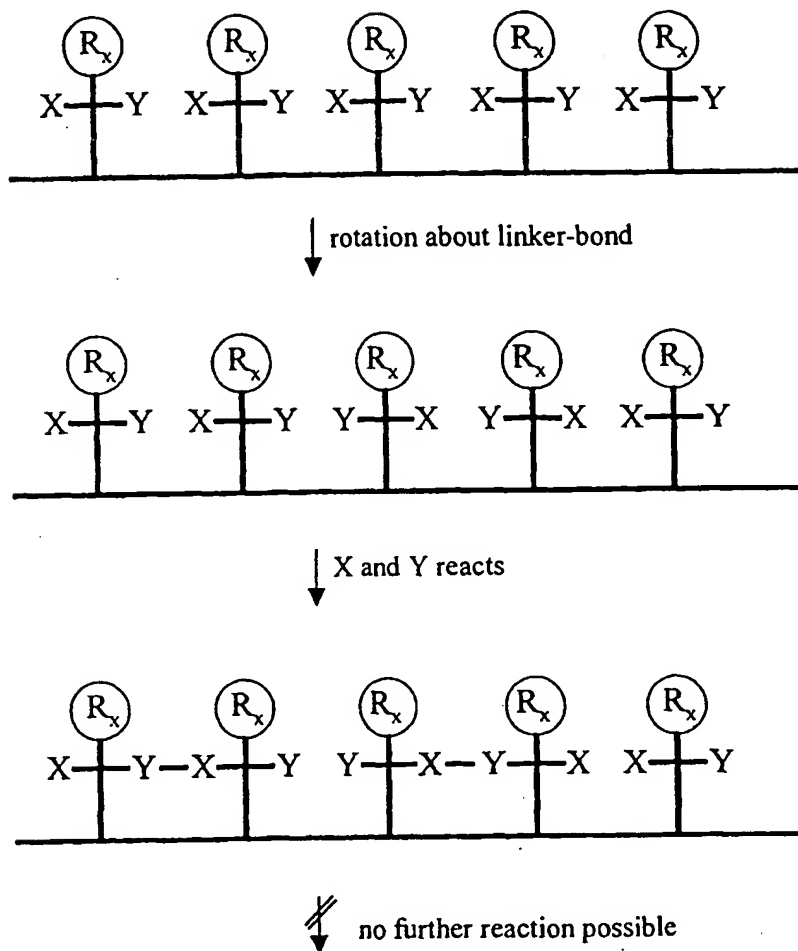 Rx Rx Rx Rx Rx
X Y X Y X Y X Y X Y
rotation about linker-bond
Rx Rx Rx Rx Rx
X Y X Y Y X Y X X Y
X and Y reacts
Rx Rx Rx Rx Rx
X Y X Y Y X Y X X Y
no further reaction possible